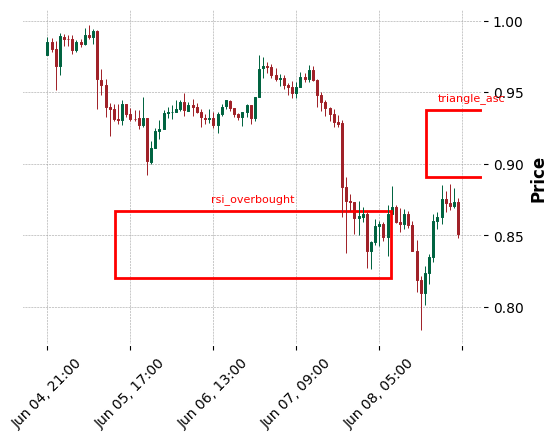 1.00
triangle_asc
0.95
0.90
Price
rsi_overbought
0.85
0.80
Jun 04, 21:00
Jun 05, 17:00
Jun 06, 13:00
Jun 07, 09:00
Jun 08, 05:00